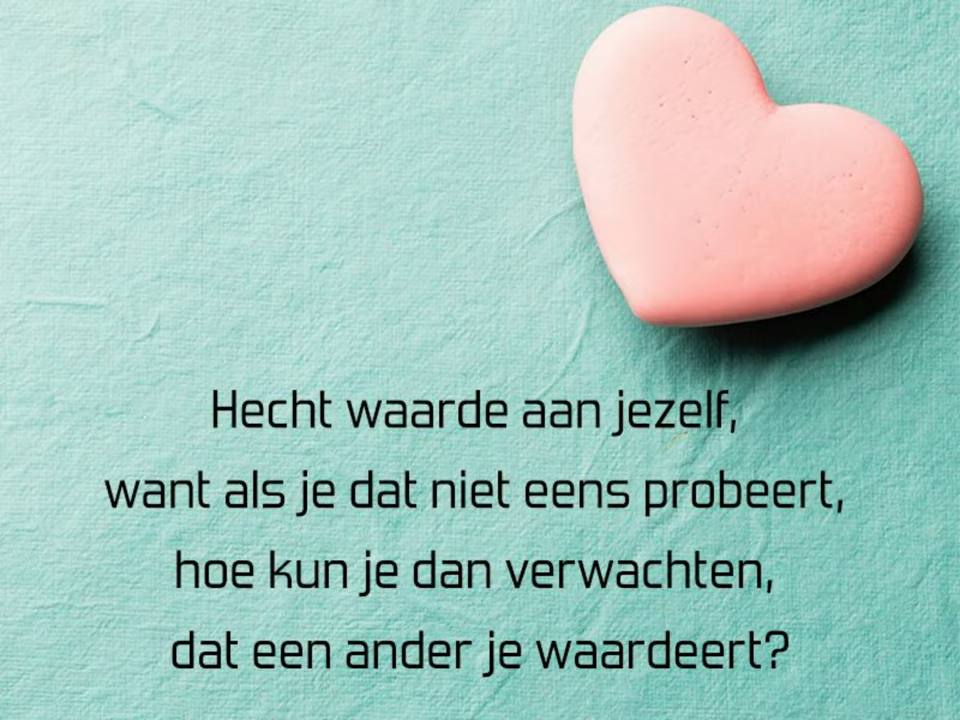 Hecht waarde aan jezelf,
want als je dat niet eens probeert,
hoe kun je dan verwachten,
dat een ander je waardeert?